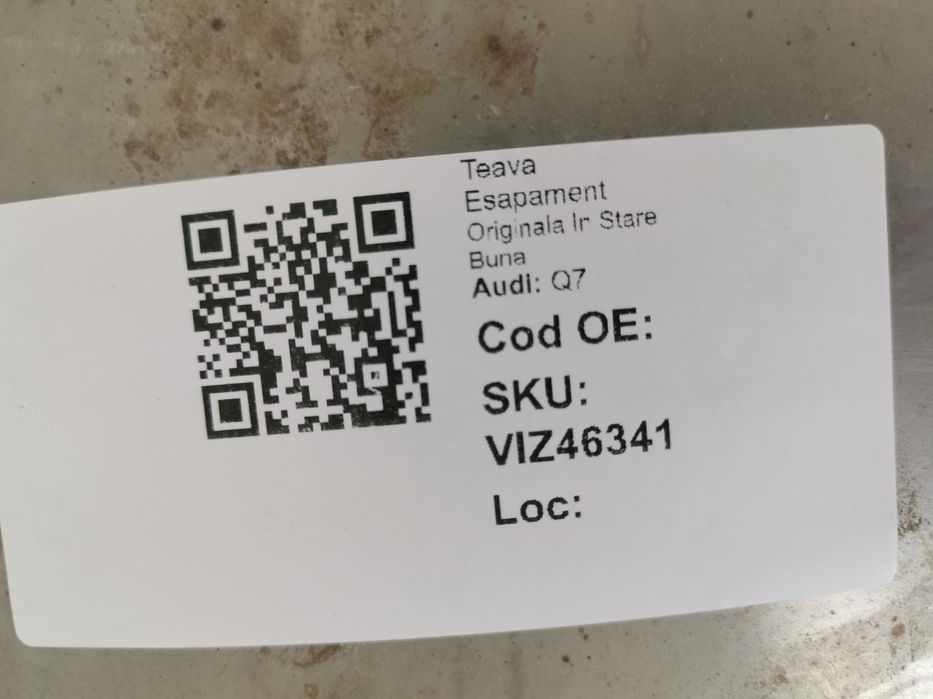 Teava
Esapament
Originala In Stare
Buna
Audi: Q7
Cod OE:
SKU:
VIZ46341
Loc: